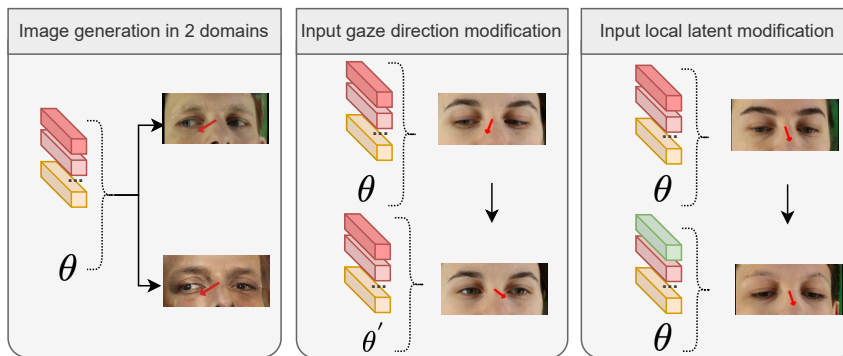 Image generation in 2 domains
...
θ
Input gaze direction modification
...
θ
...
θ'
Input local latent modification
...
θ
...
θ